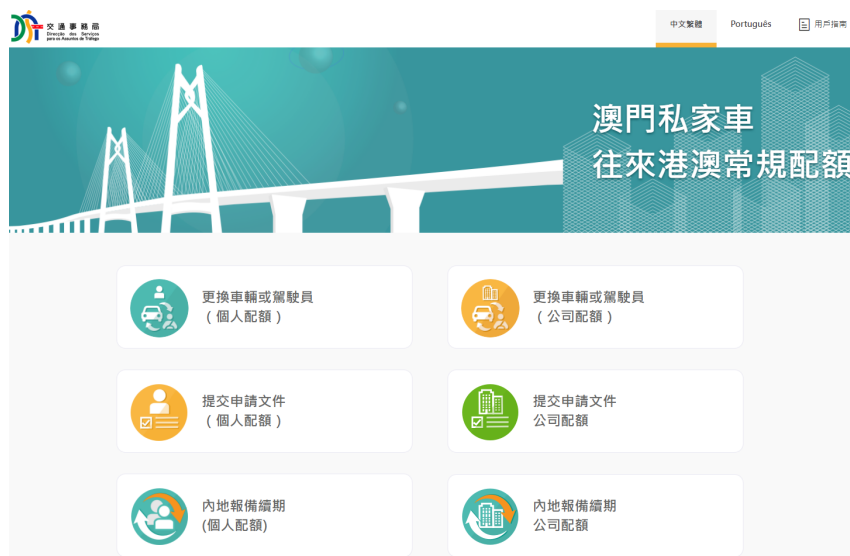 交通事務局
Direcção dos Serviços
para os Assuntos de Tráfego
中文繁體
Português
用戶指南
澳門私家車
往來港澳常規配額
更換車輛或駕駛員
（個人配額）
更換車輛或駕駛員
（公司配額）
提交申請文件
（個人配額）
提交申請文件
公司配額
內地報備續期
(個人配額)
內地報備續期
公司配額